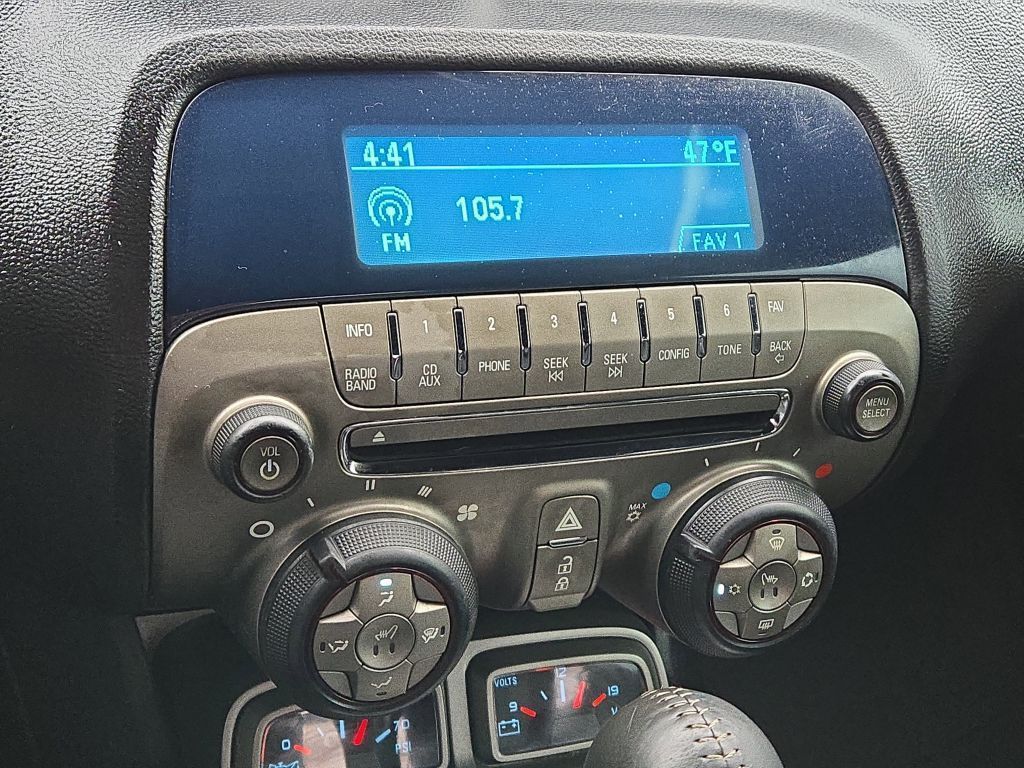 4:41 47°F
105.7
FM
FAV 1
INFO 1 2 3 4 5 6 FAV
RADIO BAND
CD AUX
PHONE
SEEK
SEEK
CONFIG
TONE
BACK
VOL
MENU SELECT
MAX
VOLTS
9 12 19
V
0 70
PSI